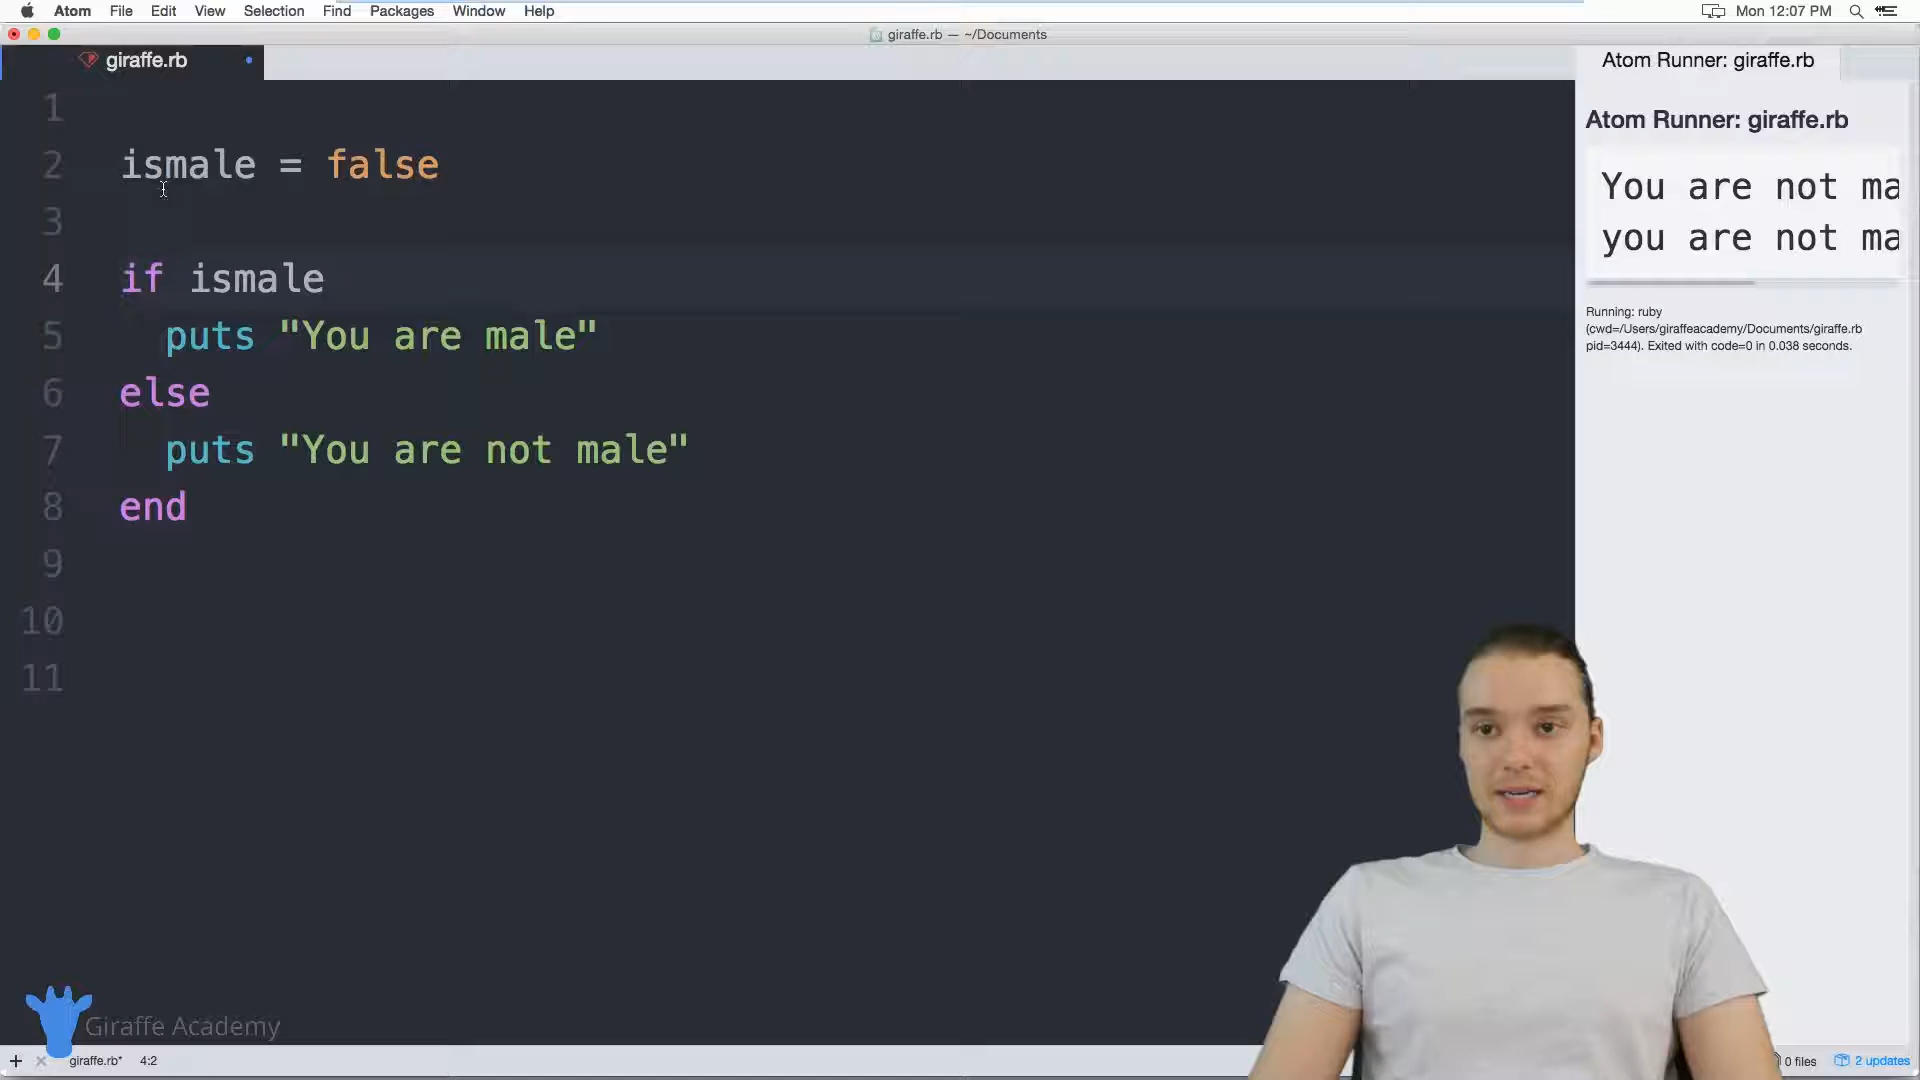 Atom File Edit View Selection Find Packages Window Help Mon 12:07 PM
giraffe.rb — ~/Documents
giraffe.rb
Atom Runner: giraffe.rb
1
2 ismale = false
3
4 if ismale
5 puts "You are male"
6 else
7 puts "You are not male"
8 end
9
10
11
Atom Runner: giraffe.rb
You are not ma
you are not ma
Running: ruby
(cwd=/Users/giraffeacademy/Documents/giraffe.rb
pid=3444). Exited with code=0 in 0.038 seconds.
Giraffe Academy
giraffe.rb* 4:2 0 files 2 updates